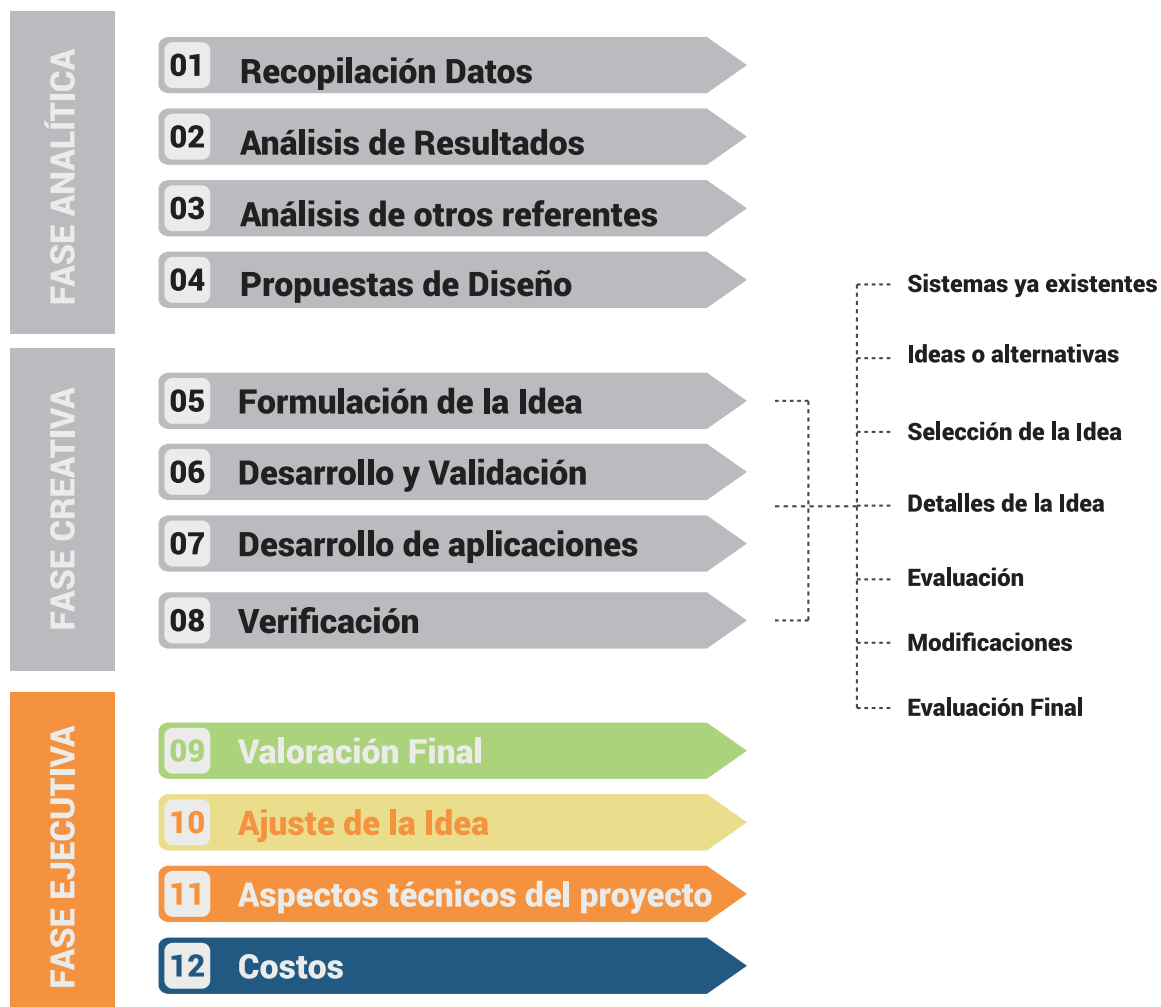 FASE ANALÍTICA
01 Recopilación Datos
02 Análisis de Resultados
03 Análisis de otros referentes
04 Propuestas de Diseño
FASE CREATIVA
05 Formulación de la Idea
06 Desarrollo y Validación
07 Desarrollo de aplicaciones
08 Verificación
Sistemas ya existentes
Ideas o alternativas
Selección de la Idea
Detalles de la Idea
Evaluación
Modificaciones
Evaluación Final
FASE EJECUTIVA
09 Valoración Final
10 Ajuste de la Idea
11 Aspectos técnicos del proyecto
12 Costos